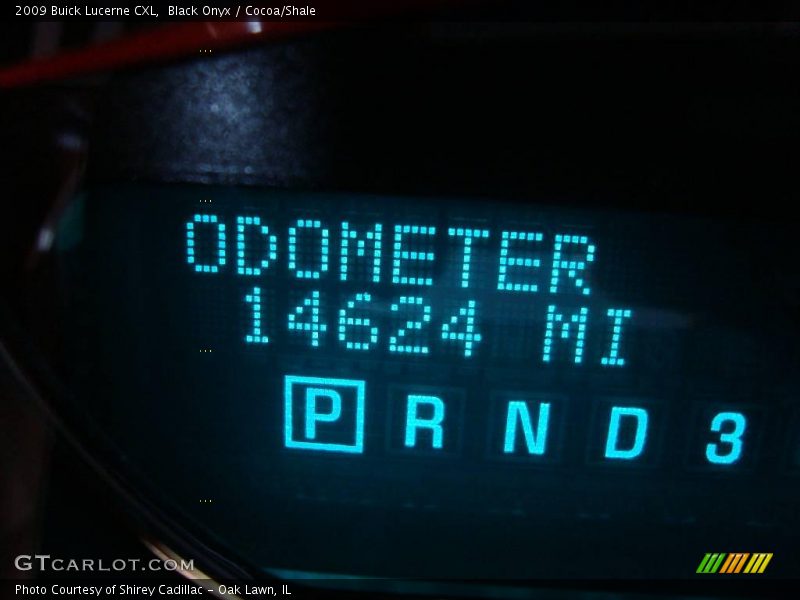 2009 Buick Lucerne CXL,  Black Onyx / Cocoa/Shale
ODOMETER
14624 MI
P R N D 3
GTCARLOT.COM
Photo Courtesy of Shirey Cadillac - Oak Lawn, IL